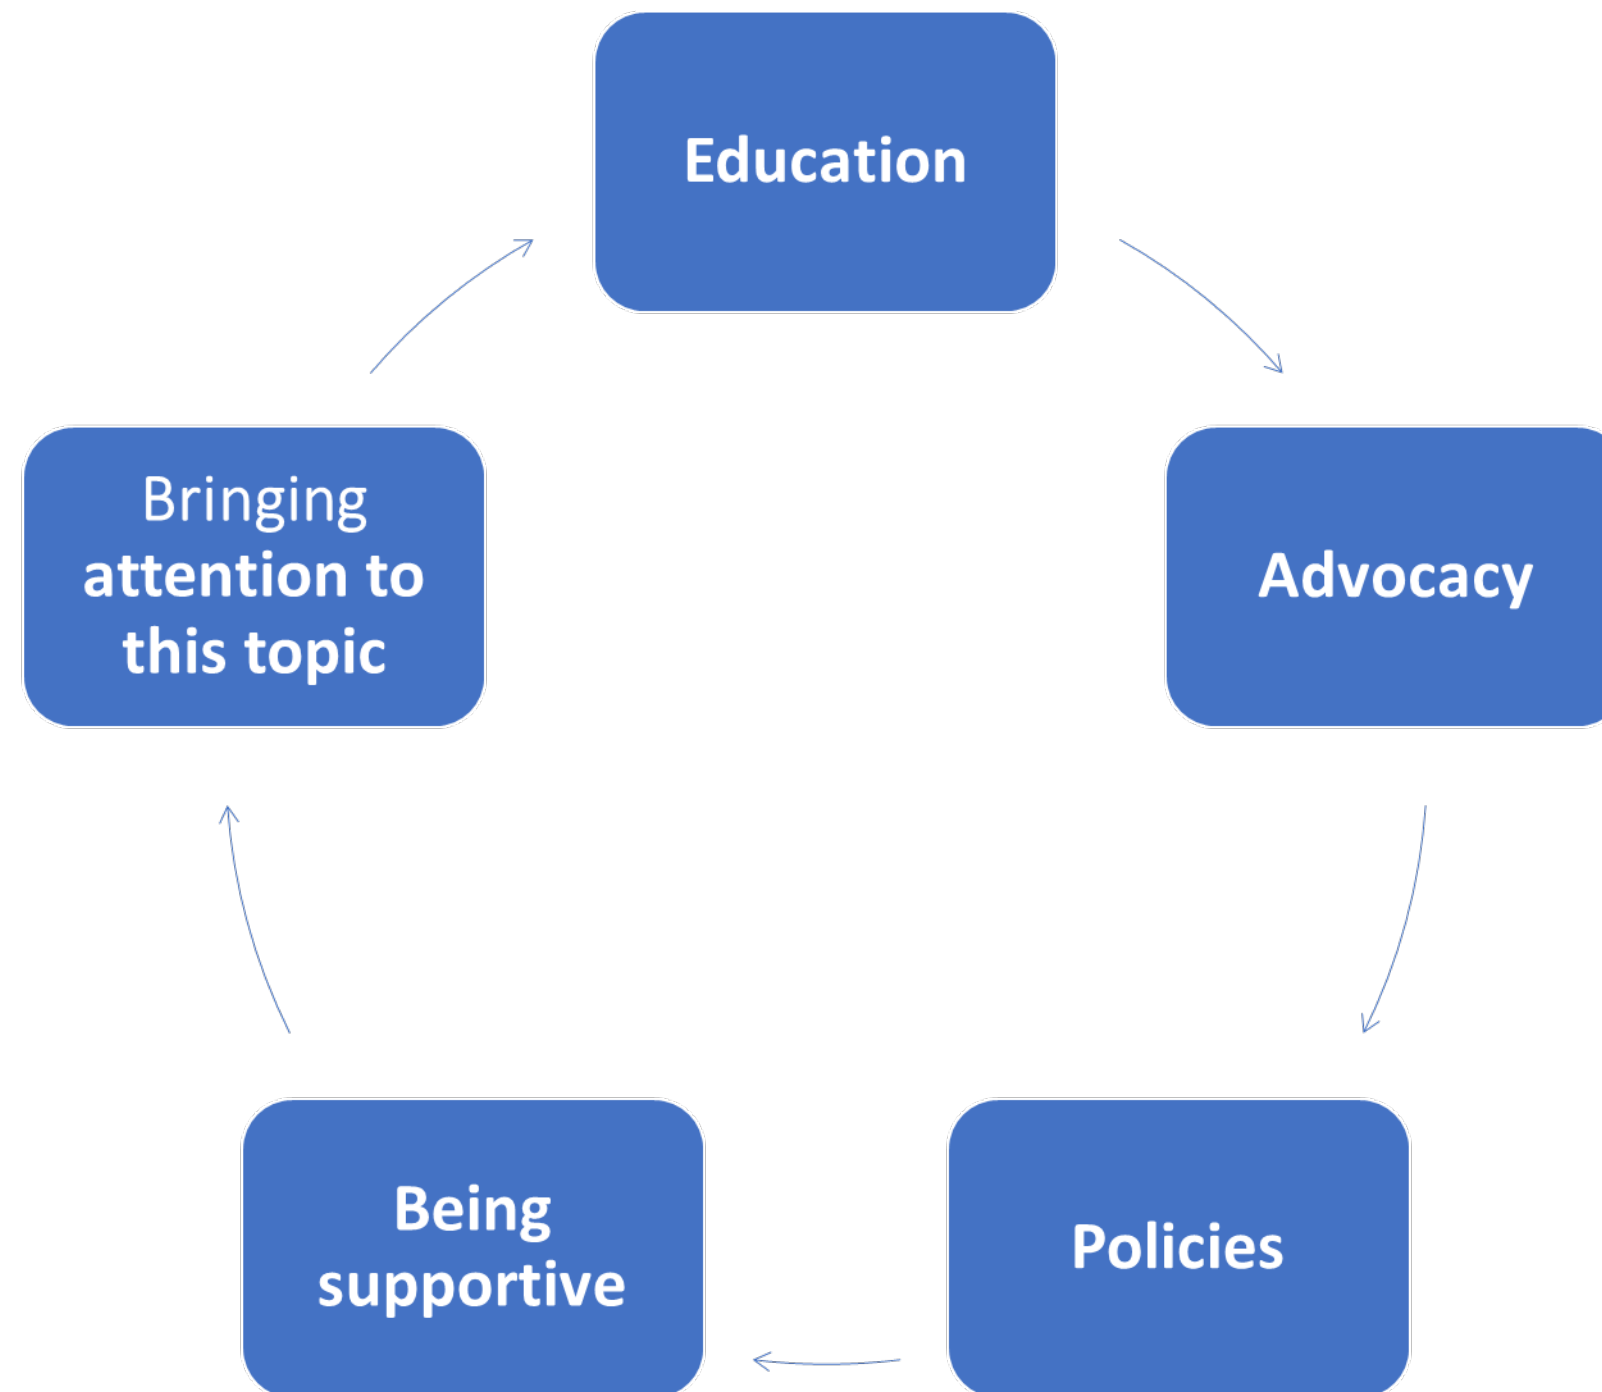 Education
Advocacy
Policies
Being
supportive
Bringing
attention to
this topic